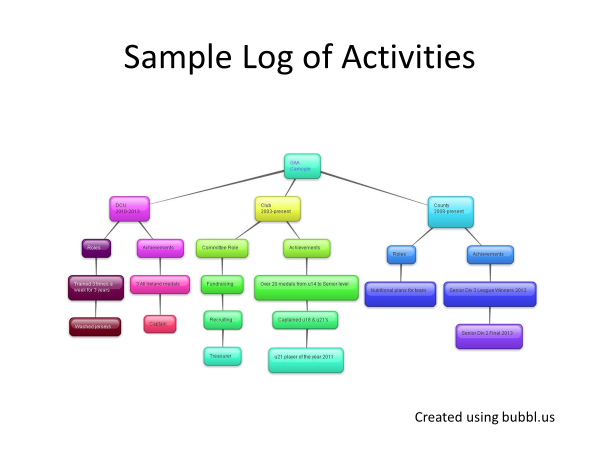 Sample Log of Activities
GAA
Camogie
DCU
2010-2013
Club
2003-present
County
2008-present
Roles
Achievements
Committee Role
Achievements
Roles
Achievements
Trained 3 times a
week for 3 years
3 All Ireland medals
Fundraising
Over 20 medals from u14 to Senior level
Nutritional plans for team
Senior Div 3 League Winners 2012
Washed jerseys
Captain
Recruiting
Captained u18 & u21's
Senior Div 2 Final 2013
Treasurer
u21 player of the year 2011
Created using bubbl.us